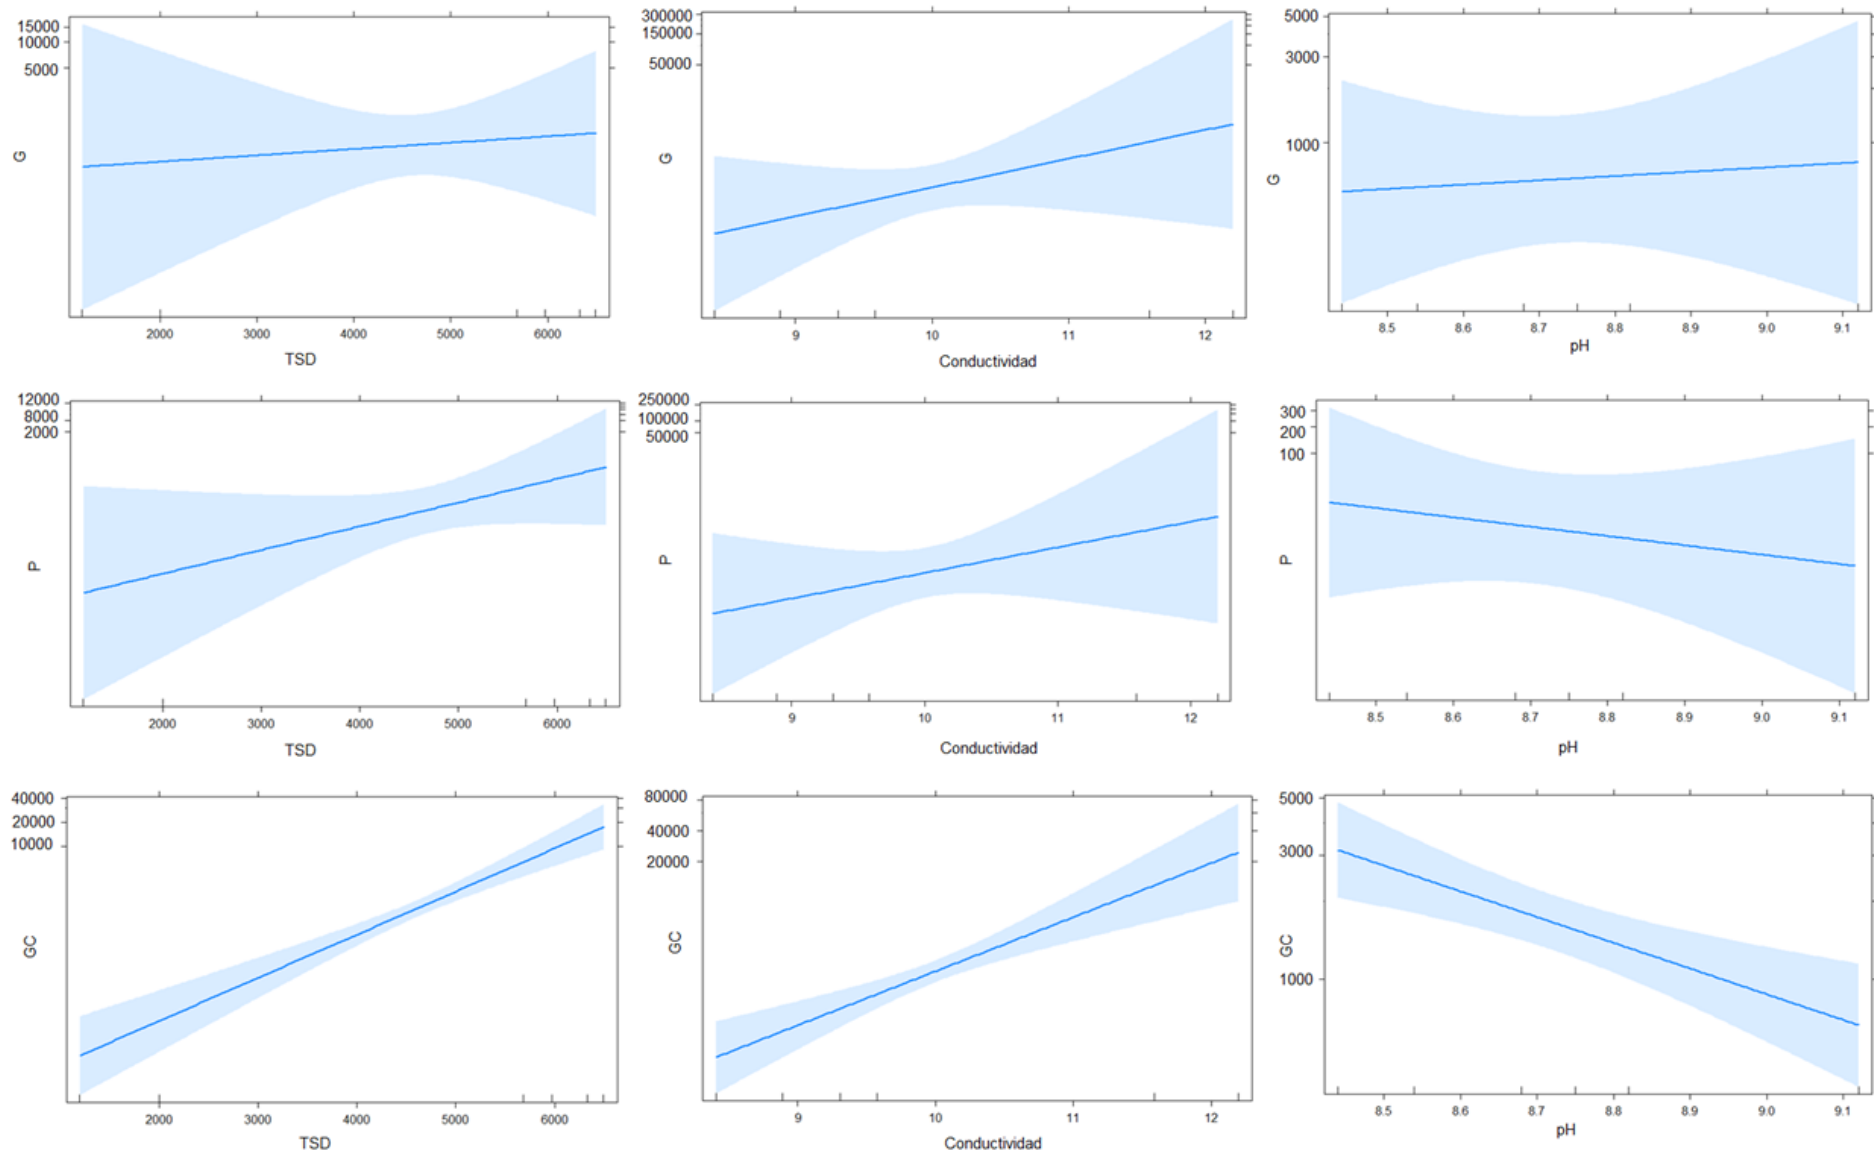 15000
10000
5000
G
2000 3000 4000 5000 6000
TSD
300000
150000
50000
G
9 10 11 12
Conductividad
5000
3000
1000
G
8.5 8.6 8.7 8.8 8.9 9.0 9.1
pH
12000
8000
2000
P
2000 3000 4000 5000 6000
TSD
250000
100000
50000
P
9 10 11 12
Conductividad
300
200
100
P
8.5 8.6 8.7 8.8 8.9 9.0 9.1
pH
40000
20000
10000
GC
2000 3000 4000 5000 6000
TSD
80000
40000
20000
GC
9 10 11 12
Conductividad
5000
3000
1000
GC
8.5 8.6 8.7 8.8 8.9 9.0 9.1
pH